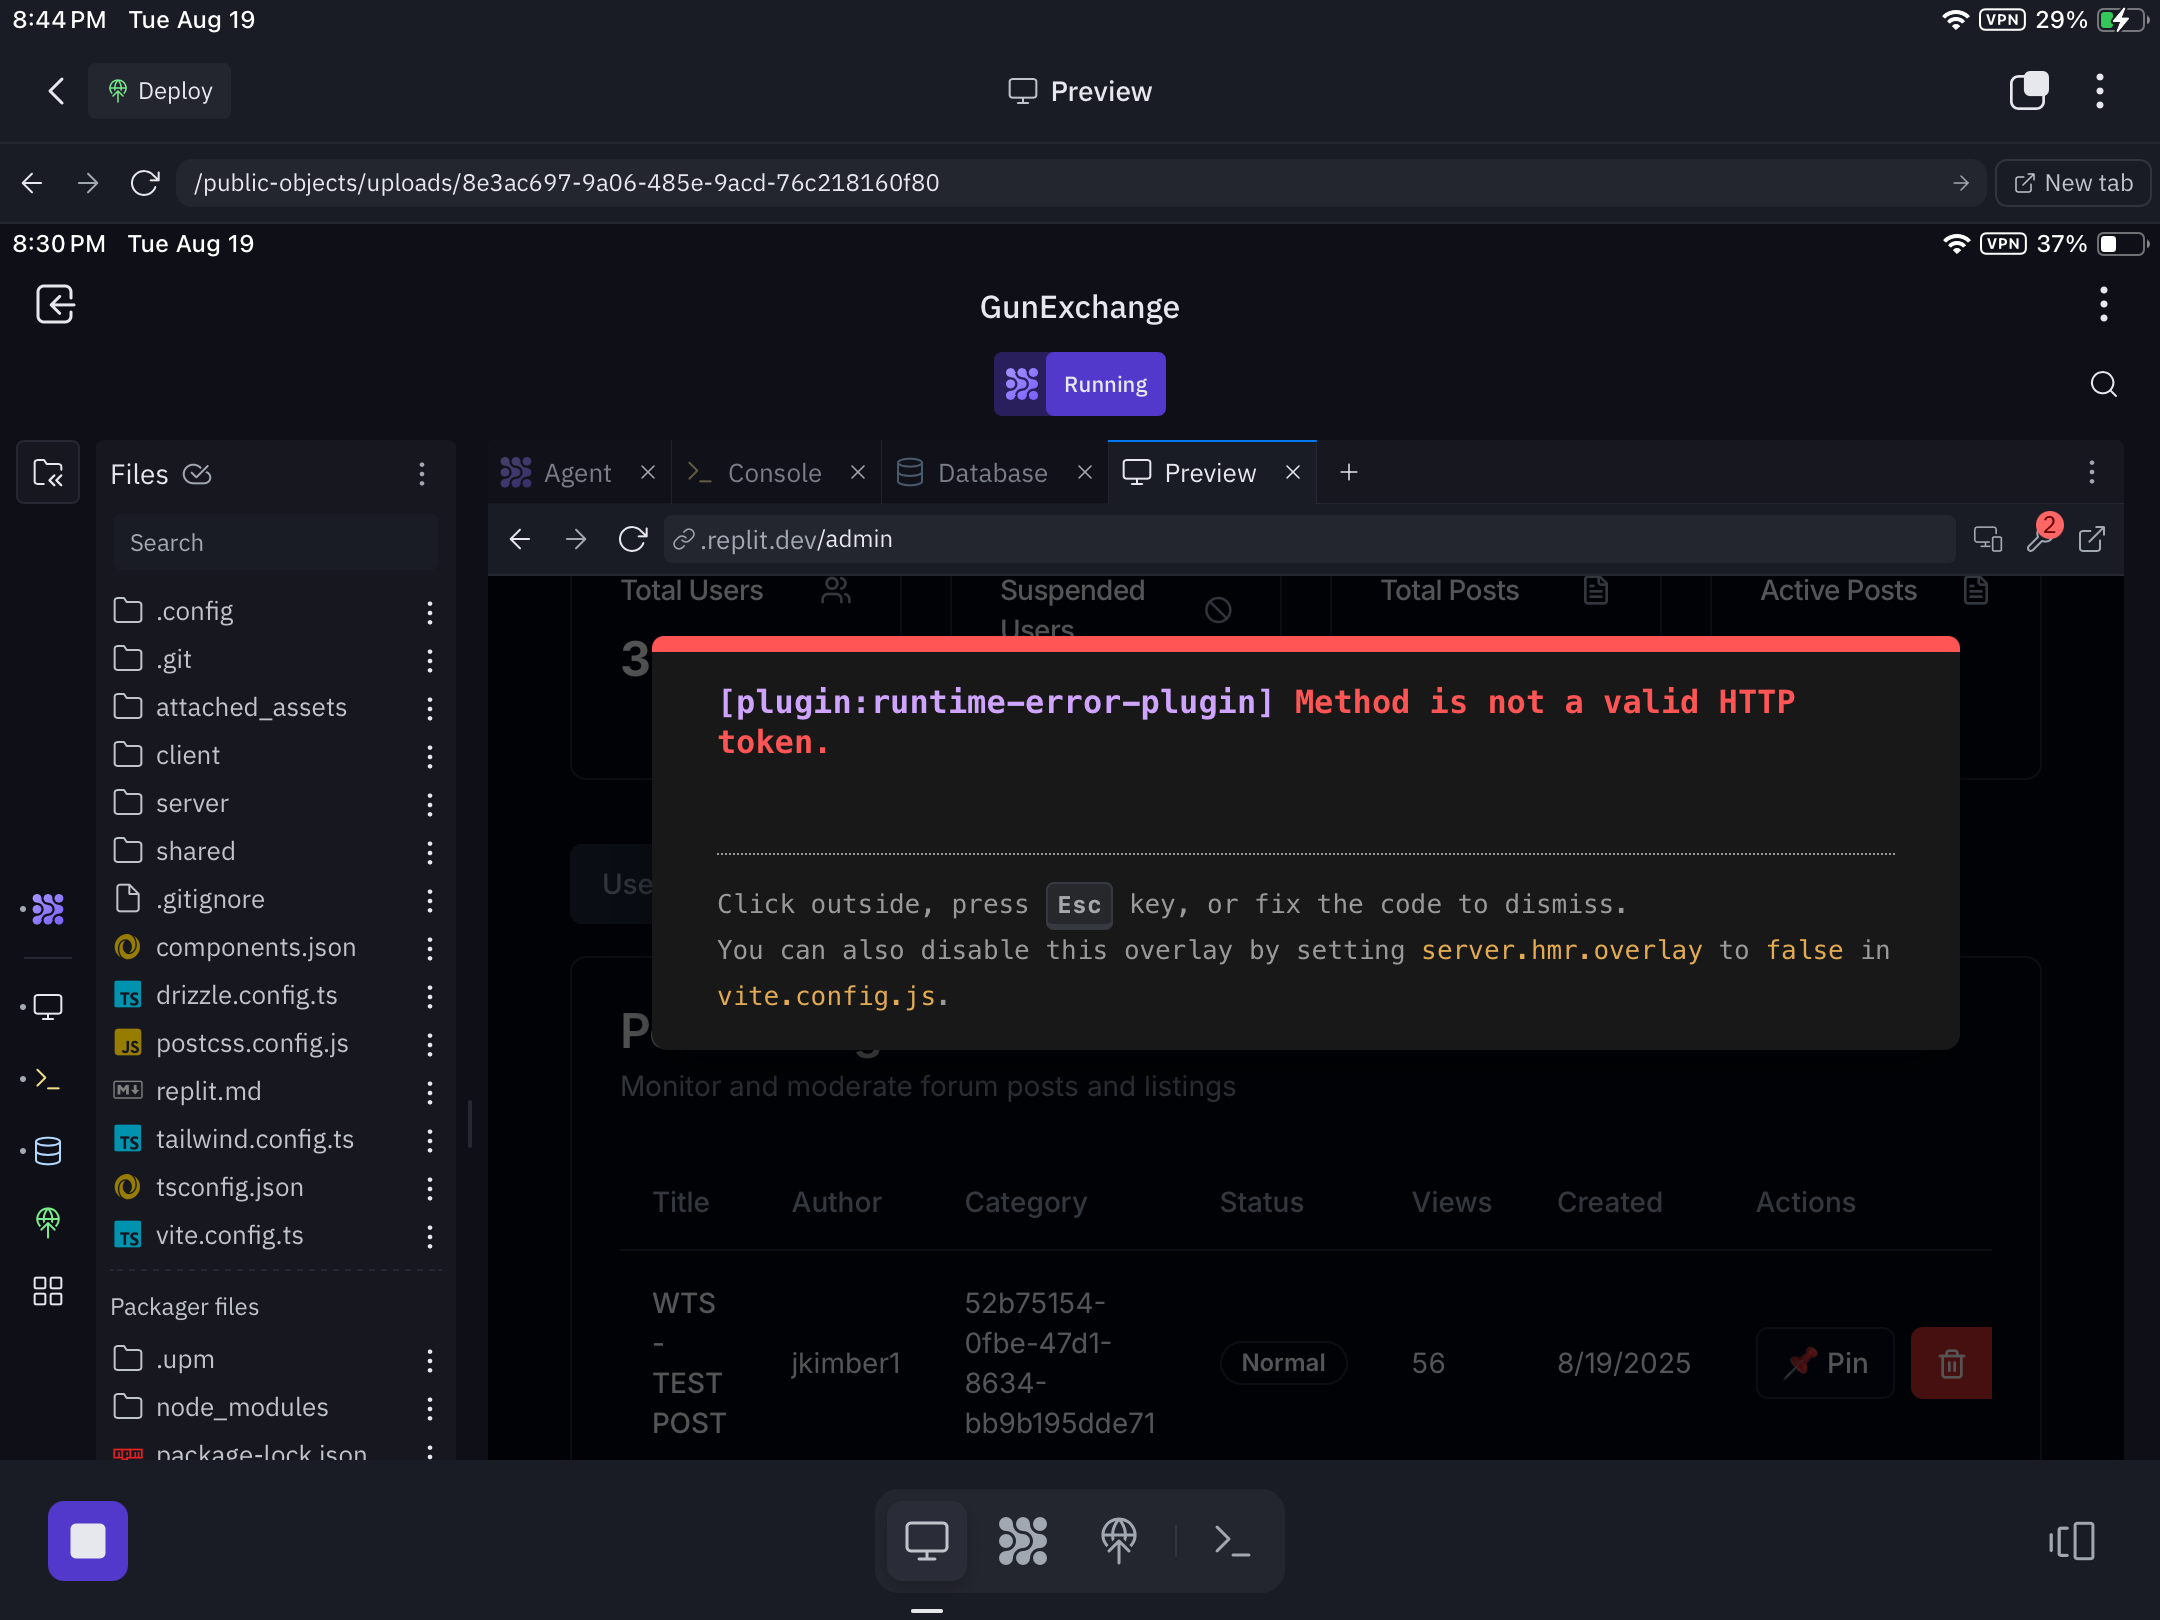 8:44 PM Tue Aug 19
VPN 29%
Deploy
Preview
/public-objects/uploads/8e3ac697-9a06-485e-9acd-76c218160f80
New tab
8:30 PM Tue Aug 19
VPN 37%
GunExchange
Running
Files
Search
.config
.git
attached_assets
client
server
shared
.gitignore
components.json
TS drizzle.config.ts
JS postcss.config.js
M replit.md
TS tailwind.config.ts
tsconfig.json
TS vite.config.ts
Packager files
.upm
node_modules
npm package-lock.json
Agent
Console
Database
Preview
.replit.dev/admin
2
Total Users
3
Suspended
Users
Total Posts
Active Posts
[plugin:runtime-error-plugin] Method is not a valid HTTP
token.
Click outside, press Esc key, or fix the code to dismiss.
You can also disable this overlay by setting server.hmr.overlay to false in
vite.config.js.
Use
P
Monitor and moderate forum posts and listings
Title Author Category Status Views Created Actions
WTS
-
TEST
POST
jkimber1
52b75154-
0fbe-47d1-
8634-
bb9b195dde71
Normal
56
8/19/2025
Pin